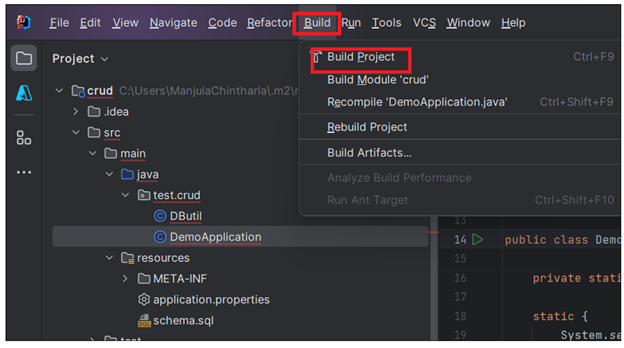 File Edit View Navigate Code Refactor Build Run Tools VCS Window Help
Project
Build Project Ctrl+F9
Build Module 'crud'
Recompile 'DemoApplication.java' Ctrl+Shift+F9
Rebuild Project
Build Artifacts...
Analyze Build Performance
Run Ant Target Ctrl+Shift+F10
crud C:\Users\ManjulaChintharla\.m2\
.idea
src
main
java
test.crud
DButil
DemoApplication
resources
META-INF
application.properties
schema.sql
13
14 public class Demo
15
16 private stati
17
18 static {
19 System.se